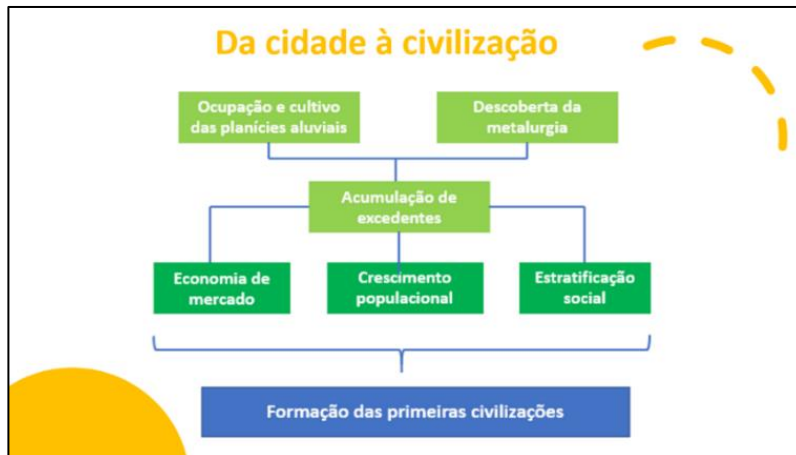 Da cidade à civilização
Ocupação e cultivo
das planícies aluviais
Descoberta da
metalurgia
Acumulação de
excedentes
Economia de
mercado
Crescimento
populacional
Estratificação
social
Formação das primeiras civilizações